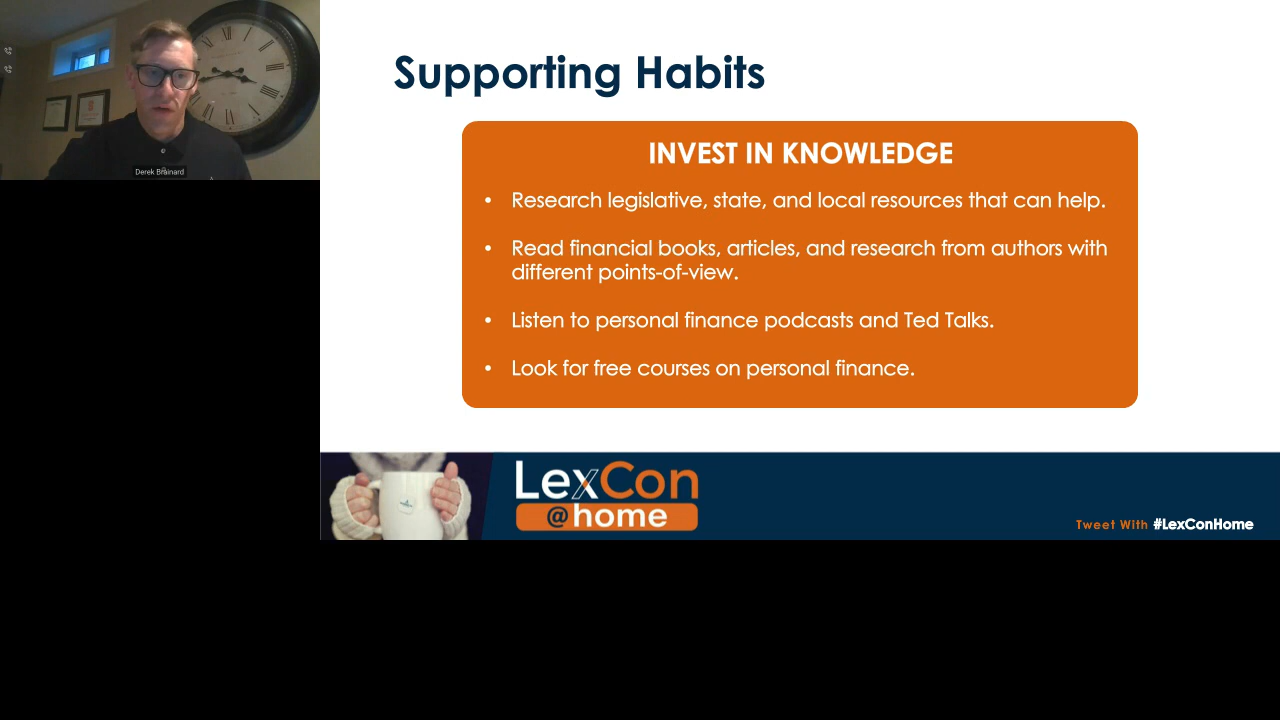 Derek Brainard
Supporting Habits
INVEST IN KNOWLEDGE
• Research legislative, state, and local resources that can help.
• Read financial books, articles, and research from authors with
different points-of-view.
• Listen to personal finance podcasts and Ted Talks.
• Look for free courses on personal finance.
LexCon
@home
Tweet With #LexConHome